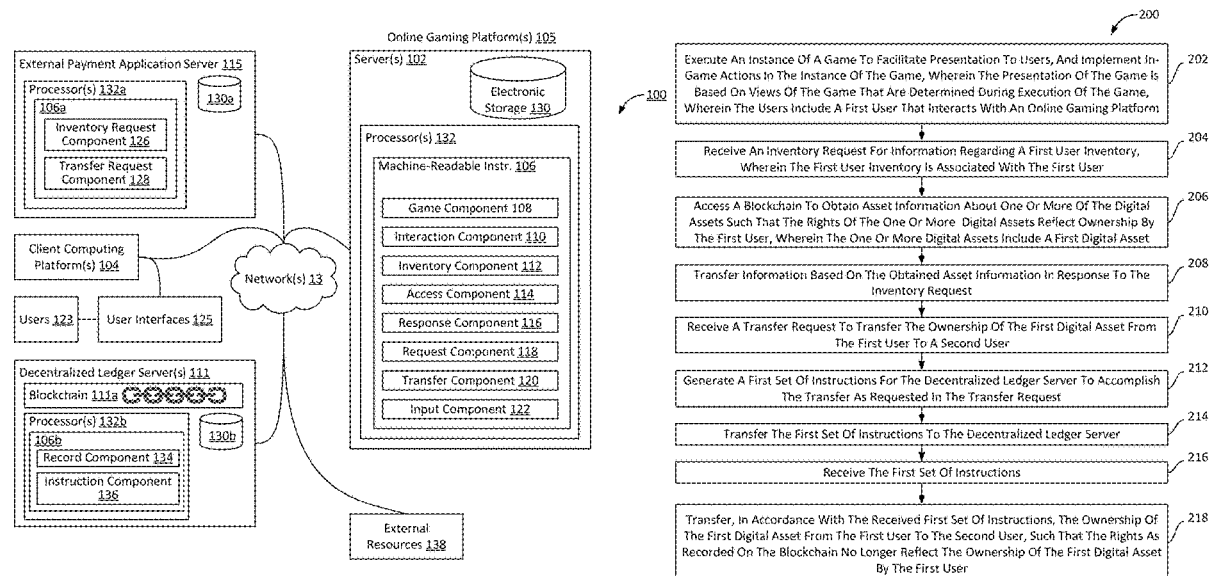 Online Gaming Platform(s) 105
External Payment Application Server 115
Processor(s) 132a
130a
106a
Inventory Request
Component 126
Transfer Request
Component 128
Client Computing
Platform(s) 104
Users 123
User Interfaces 125
Decentralized Ledger Server(s) 111
Blockchain 111a
Processor(s) 132b
130b
106b
Record Component 134
Instruction Component
136
Network(s) 13
Server(s) 102
Electronic
Storage 130
Processor(s) 132
Machine-Readable Instr. 106
Game Component 108
Interaction Component 110
Inventory Component 112
Access Component 114
Response Component 116
Request Component 118
Transfer Component 120
Input Component 122
External
Resources 138
100
200
Execute An Instance Of A Game To Facilitate Presentation To Users, And Implement In-
Game Actions In The Instance Of The Game, Wherein The Presentation Of The Game Is
Based On Views Of The Game That Are Determined During Execution Of The Game,
Wherein The Users Include A First User That Interacts With An Online Gaming Platform
202
Receive An Inventory Request For Information Regarding A First User Inventory,
Wherein The First User Inventory Is Associated With The First User
204
Access A Blockchain To Obtain Asset Information About One Or More Of The Digital
Assets Such That The Rights Of The One Or More Digital Assets Reflect Ownership By
The First User, Wherein The One Or More Digital Assets Include A First Digital Asset
206
Transfer Information Based On The Obtained Asset Information In Response To The
Inventory Request
208
Receive A Transfer Request To Transfer The Ownership Of The First Digital Asset From
The First User To A Second User
210
Generate A First Set Of Instructions For The Decentralized Ledger Server To Accomplish
The Transfer As Requested In The Transfer Request
212
Transfer The First Set Of Instructions To The Decentralized Ledger Server
214
Receive The First Set Of Instructions
216
Transfer, In Accordance With The Received First Set Of Instructions, The Ownership Of
The First Digital Asset From The First User To The Second User, Such That The Rights As
Recorded On The Blockchain No Longer Reflect The Ownership Of The First Digital Asset
By The First User
218